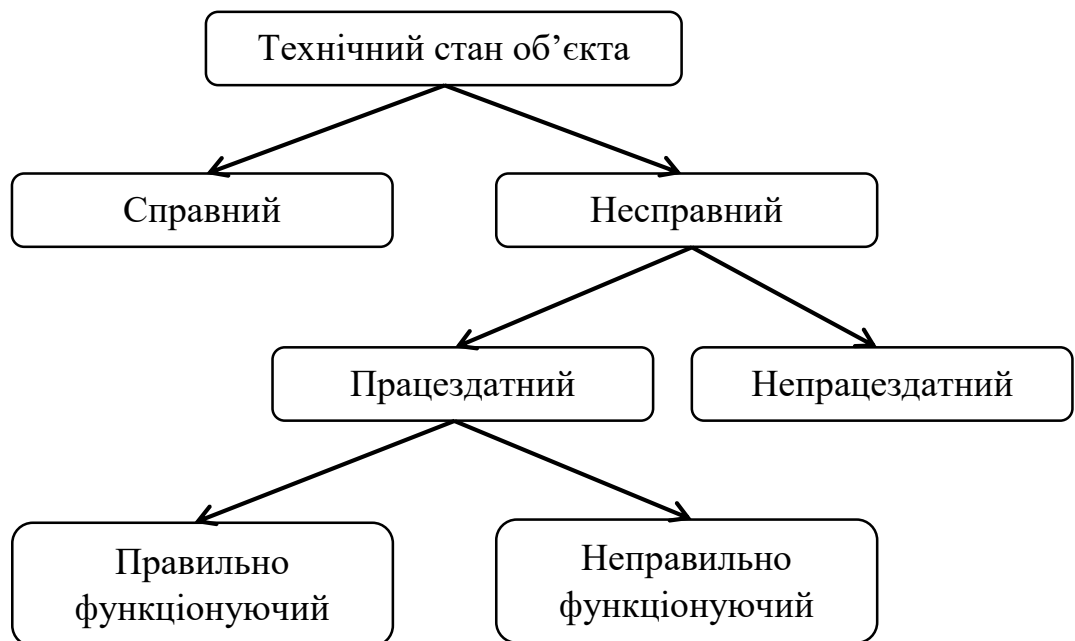 Технічний стан об’єкта
Справний
Несправний
Працездатний
Непрацездатний
Правильно
функціонуючий
Неправильно
функціонуючий